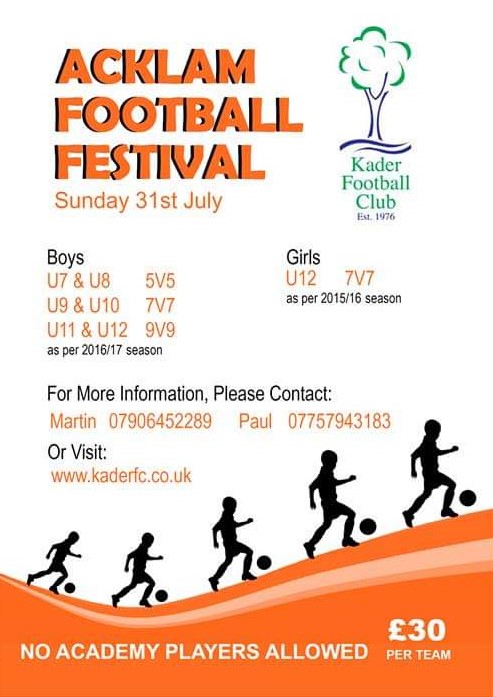 ACKLAM
FOOTBALL
FESTIVAL
Sunday 31st July
Kader
Football
Club
Est. 1976
Boys
U7 & U8 5V5
U9 & U10 7V7
U11 & U12 9V9
as per 2016/17 season
Girls
U12 7V7
as per 2015/16 season
For More Information, Please Contact:
Martin 07906452289 Paul 07757943183
Or Visit:
www.kaderfc.co.uk
£30
NO ACADEMY PLAYERS ALLOWED PER TEAM